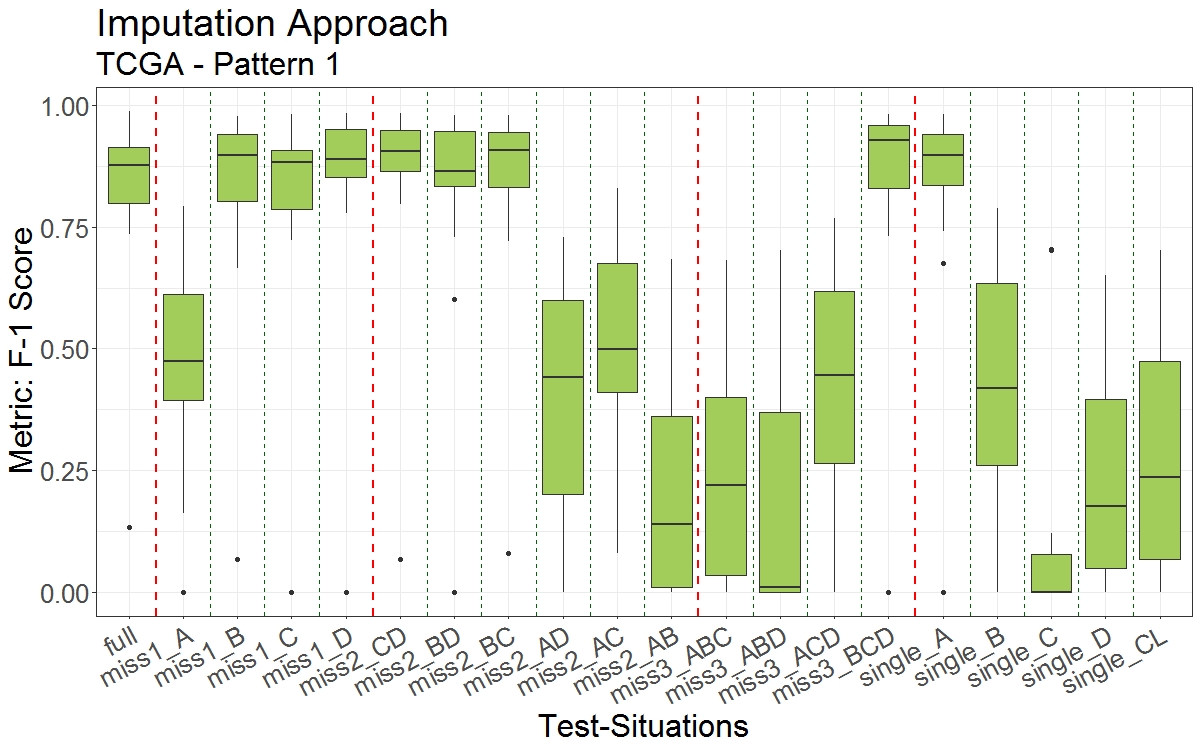 Imputation Approach
TCGA - Pattern 1
Metric: F-1 Score
1.00
0.75
0.50
0.25
0.00
full
miss1_A
miss1_B
miss1_C
miss1_D
miss2_CD
miss2_BD
miss2_BC
miss2_AD
miss2_AC
miss2_AB
miss3_ABC
miss3_ABD
miss3_ACD
miss3_BCD
single_A
single_B
single_C
single_D
single_CL
Test-Situations